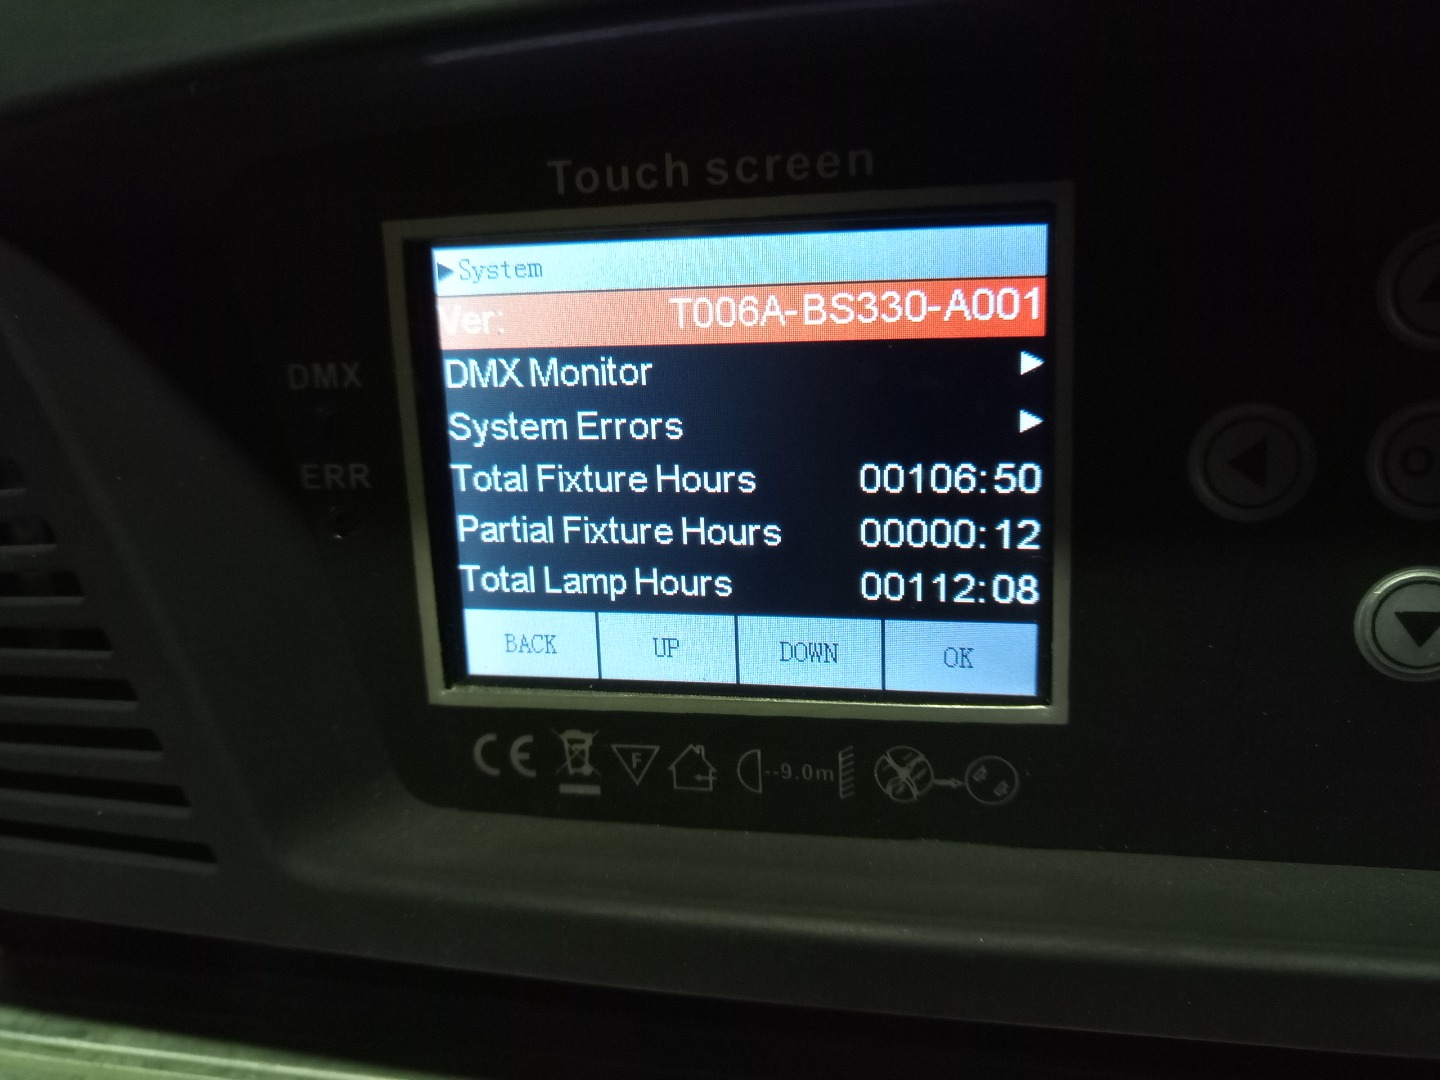 Touch screen
▶System
Ver: T006A-BS330-A001
DMX Monitor ▶
System Errors ▶
Total Fixture Hours 00106:50
Partial Fixture Hours 00000:12
Total Lamp Hours 00112:08
BACK UP DOWN OK
DMX
ERR
CE F --9.0m